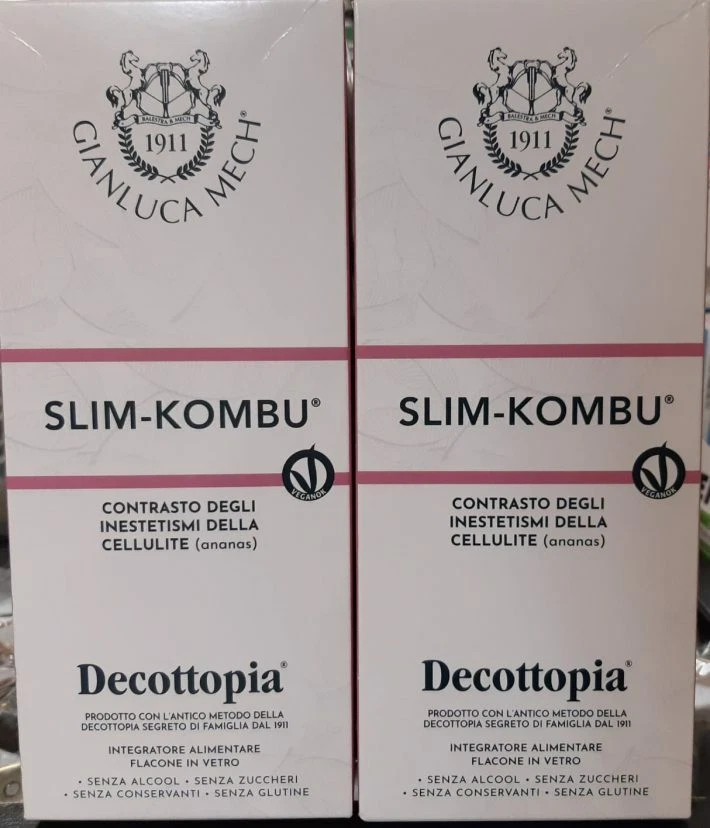 BALESTRA & MECH
1911
GIANLUCA MECH®
SLIM-KOMBU®
VEGANOK
CONTRASTO DEGLI
INESTETISMI DELLA
CELLULITE (ananas)
Decottopia®
PRODOTTO CON L'ANTICO METODO DELLA
DECOTTOPIA SEGRETO DI FAMIGLIA DAL 1911
INTEGRATORE ALIMENTARE
FLACONE IN VETRO
• SENZA ALCOOL • SENZA ZUCCHERI
• SENZA CONSERVANTI • SENZA GLUTINE
BALESTRA & MECH
1911
GIANLUCA MECH®
SLIM-KOMBU®
VEGANOK
CONTRASTO DEGLI
INESTETISMI DELLA
CELLULITE (ananas)
Decottopia®
PRODOTTO CON L'ANTICO METODO DELLA
DECOTTOPIA SEGRETO DI FAMIGLIA DAL 1911
INTEGRATORE ALIMENTARE
FLACONE IN VETRO
• SENZA ALCOOL • SENZA ZUCCHERI
• SENZA CONSERVANTI • SENZA GLUTINE